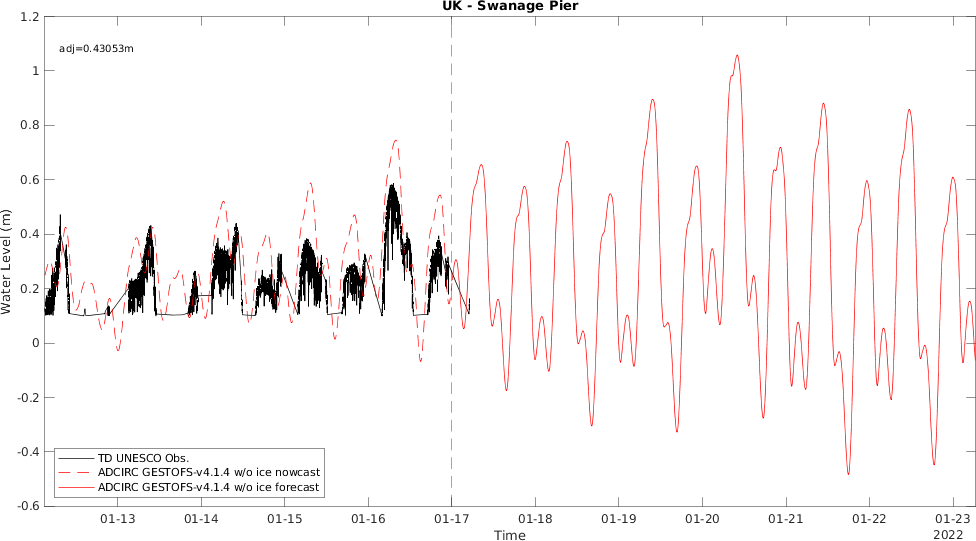 UK - Swanage Pier
1.2
adj=0.43053m
1
0.8
0.6
0.4
0.2
0
-0.2
-0.4
-0.6
Water Level (m)
TD UNESCO Obs.
ADCIRC GESTOFS-v4.1.4 w/o ice nowcast
ADCIRC GESTOFS-v4.1.4 w/o ice forecast
01-13 01-14 01-15 01-16 01-17 01-18 01-19 01-20 01-21 01-22 01-23
Time 2022